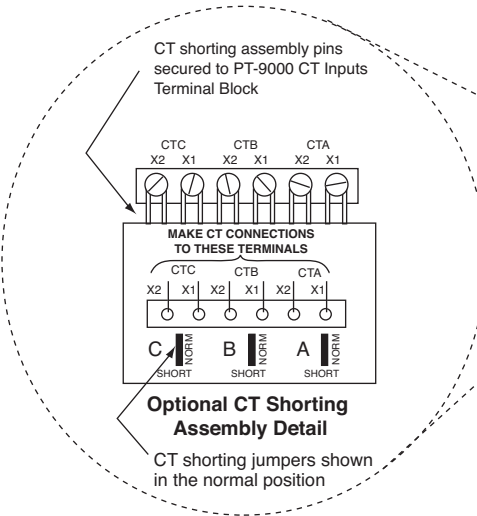 CT shorting assembly pins
secured to PT-9000 CT Inputs
Terminal Block
CTC CTB CTA
X2 X1 X2 X1 X2 X1
MAKE CT CONNECTIONS
TO THESE TERMINALS
CTC CTB CTA
X2 X1 X2 X1 X2 X1
C NORM B NORM A NORM
SHORT SHORT SHORT
Optional CT Shorting
Assembly Detail
CT shorting jumpers shown
in the normal position